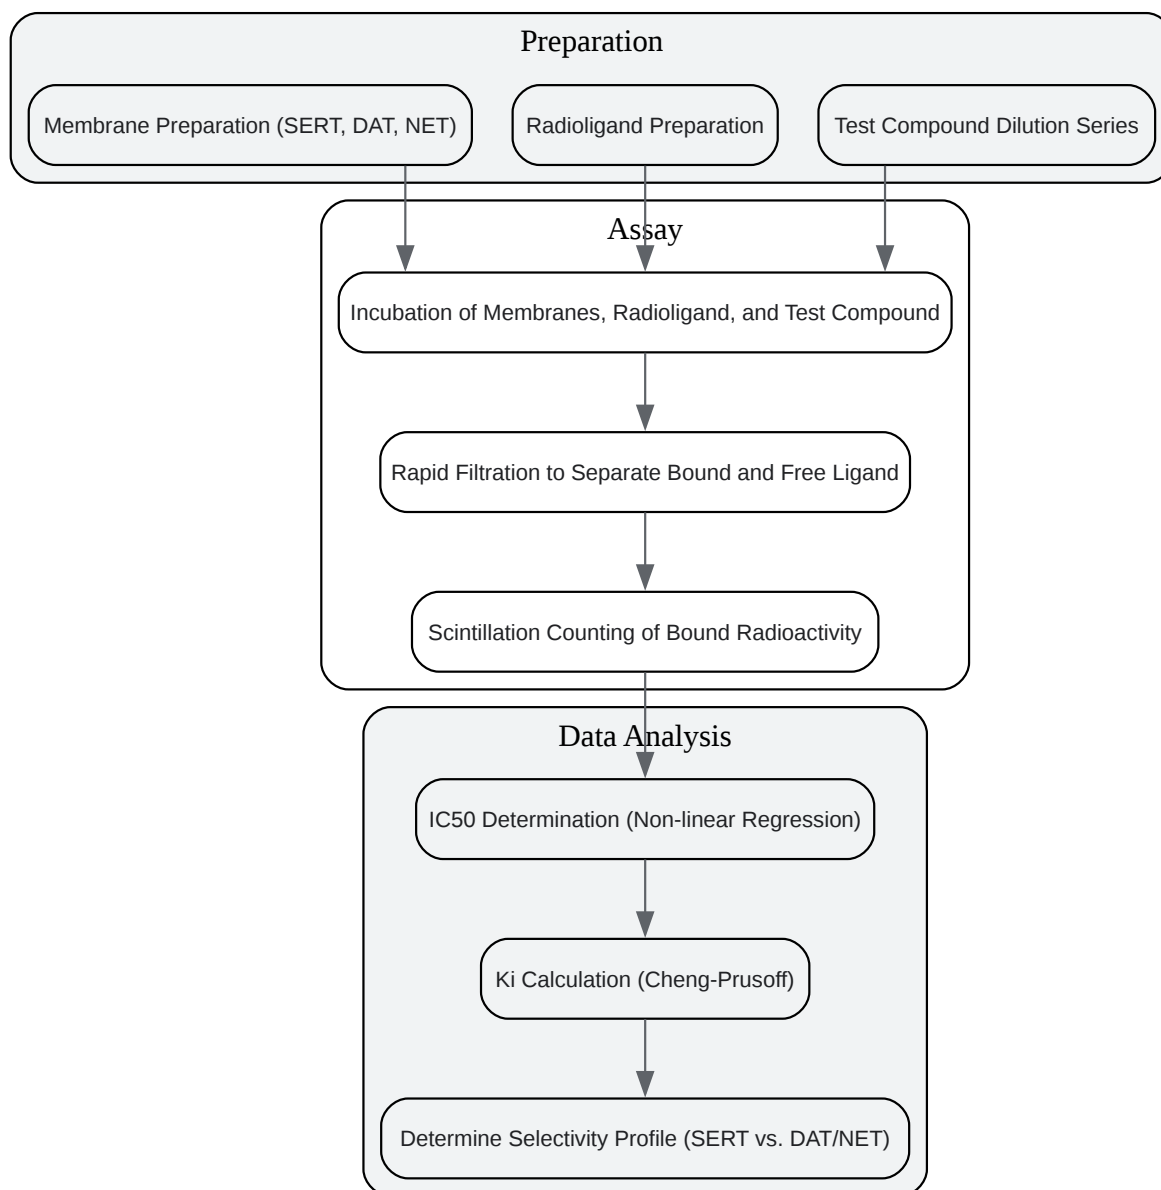 Preparation
Membrane Preparation (SERT, DAT, NET)
Radioligand Preparation
Test Compound Dilution Series
Assay
Incubation of Membranes, Radioligand, and Test Compound
Rapid Filtration to Separate Bound and Free Ligand
Scintillation Counting of Bound Radioactivity
Data Analysis
IC50 Determination (Non-linear Regression)
Ki Calculation (Cheng-Prusoff)
Determine Selectivity Profile (SERT vs. DAT/NET)